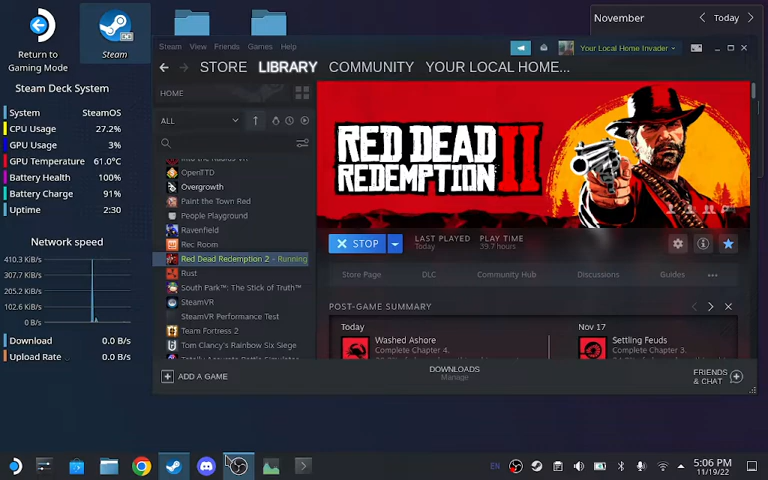 November
Today
Return to
Gaming Mode
Steam
Steam View Friends Games Help
Your Local Home Invader
STORE LIBRARY COMMUNITY YOUR LOCAL HOME...
Steam Deck System
System SteamOS
CPU Usage 27.2%
GPU Usage 3%
GPU Temperature 61.0°C
Battery Health 100%
Battery Charge 91%
Uptime 2:30
Network speed
410.3 KiB/s
307.7 KiB/s
205.2 KiB/s
102.6 KiB/s
0 B/s
Download 0.0 B/s
Upload Rate 0.0 B/s
HOME
ALL
OpenTTD
Overgrowth
Paint the Town Red
People Playground
Ravenfield
Rec Room
Red Dead Redemption 2 - Running
Rust
South Park™: The Stick of Truth™
SteamVR
SteamVR Performance Test
Team Fortress 2
Tom Clancy's Rainbow Six Siege
Totally Accurate Battle Simulator
RED DEAD
REDEMPTION II
STOP
LAST PLAYED
Today
PLAY TIME
39.7 hours
Store Page DLC Community Hub Discussions Guides
POST-GAME SUMMARY
Today
Washed Ashore
Complete Chapter 4.
Nov 17
Settling Feuds
Complete Chapter 3.
ADD A GAME
DOWNLOADS
Manage
FRIENDS
& CHAT
EN
5:06 PM
11/19/22